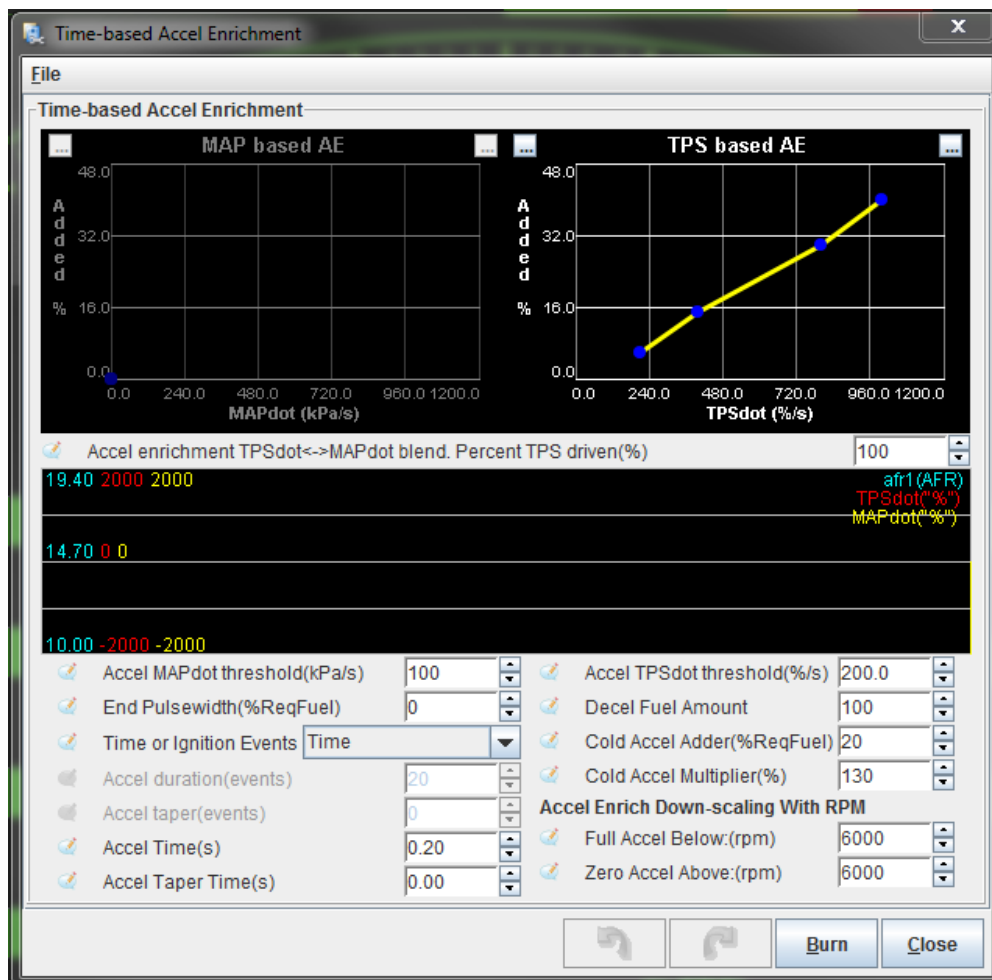 Time-based Accel Enrichment
X
File
Time-based Accel Enrichment
... MAP based AE ...
48.0
32.0
16.0
0.0
Added %
0.0 240.0 480.0 720.0 960.0 1200.0
MAPdot (kPa/s)
... TPS based AE ...
48.0
32.0
16.0
0.0
Added %
0.0 240.0 480.0 720.0 960.0 1200.0
TPSdot (%/s)
Accel enrichment TPSdot<->MAPdot blend. Percent TPS driven(%) 100
19.40 2000 2000
afr1(AFR)
TPSdot("%")
MAPdot("%")
14.70 0 0
10.00 -2000 -2000
Accel MAPdot threshold(kPa/s) 100
End Pulsewidth(%ReqFuel) 0
Time or Ignition Events Time
Accel duration(events) 20
Accel taper(events) 0
Accel Time(s) 0.20
Accel Taper Time(s) 0.00
Accel TPSdot threshold(%/s) 200.0
Decel Fuel Amount 100
Cold Accel Adder(%ReqFuel) 20
Cold Accel Multiplier(%) 130
Accel Enrich Down-scaling With RPM
Full Accel Below:(rpm) 6000
Zero Accel Above:(rpm) 6000
Burn
Close